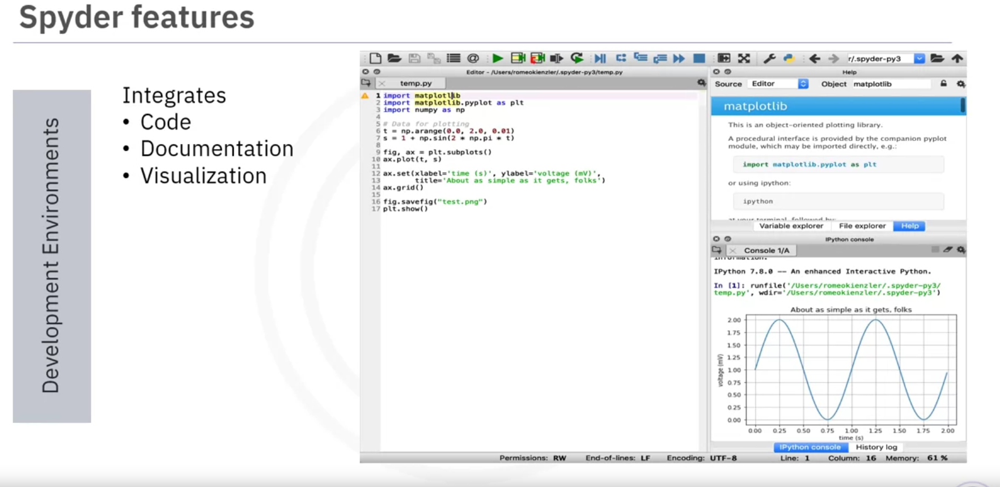 Spyder features
Development Environments
Integrates
• Code
• Documentation
• Visualization
r/.spyder-py3
Editor - /Users/romeokienzler/.spyder-py3/temp.py
temp.py
1 import matplotlib
2 import matplotlib.pyplot as plt
3 import numpy as np
4
5 # Data for plotting
6 t = np.arange(0.0, 2.0, 0.01)
7 s = 1 + np.sin(2 * np.pi * t)
8
9 fig, ax = plt.subplots()
10 ax.plot(t, s)
11
12 ax.set(xlabel='time (s)', ylabel='voltage (mV)',
13 title='About as simple as it gets, folks')
14 ax.grid()
15
16 fig.savefig("test.png")
17 plt.show()
Help
Source Editor Object matplotlib
matplotlib
This is an object-oriented plotting library.
A procedural interface is provided by the companion pyplot
module, which may be imported directly, e.g.:
import matplotlib.pyplot as plt
or using ipython:
ipython
at your terminal, followed by:
Variable explorer File explorer Help
IPython console
Console 1/A
information.
IPython 7.8.0 -- An enhanced Interactive Python.
In [1]: runfile('/Users/romeokienzler/.spyder-py3/
temp.py', wdir='/Users/romeokienzler/.spyder-py3')
About as simple as it gets, folks
voltage (mV)
2.00
1.75
1.50
1.25
1.00
0.75
0.50
0.25
0.00
0.00 0.25 0.50 0.75 1.00 1.25 1.50 1.75 2.00
time (s)
IPython console History log
Permissions: RW End-of-lines: LF Encoding: UTF-8 Line: 1 Column: 16 Memory: 61 %